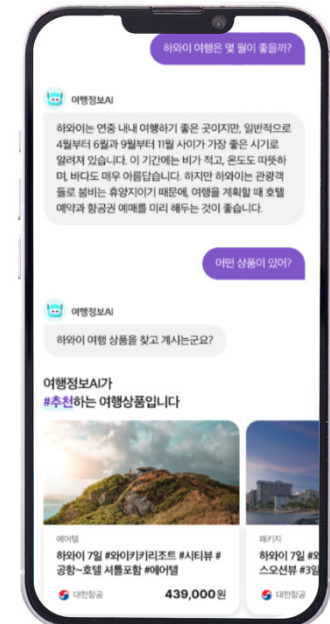 하와이 여행은 몇 월이 좋을까?
여행정보AI
하와이는 연중 내내 여행하기 좋은 곳이지만, 일반적으로
4월부터 6월과 9월부터 11월 사이가 가장 좋은 시기로
알려져 있습니다. 이 기간에는 비가 적고, 온도도 따뜻하
며, 바다도 매우 아름답습니다. 하지만 하와이는 관광객
들로 붐비는 휴양지이기 때문에, 여행을 계획할 때 호텔
예약과 항공권 예매를 미리 해두는 것이 좋습니다.
어떤 상품이 있어?
여행정보AI
하와이 여행 상품을 찾고 계시는군요?
여행정보AI가
#추천하는 여행상품입니다
에어텔
하와이 7일 #와이키키리조트 #시티뷰 #
공항~호텔 셔틀포함 #에어텔
대한항공
439,000원
패키지
하와이 7일
스오션뷰 #3일
대한항공